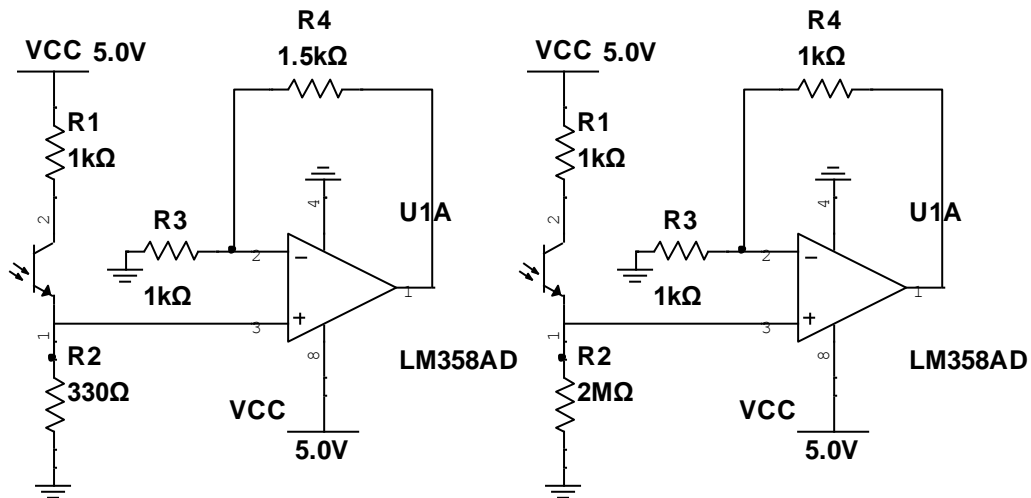 VCC 5.0V
R1
1kΩ
2
R4
1.5kΩ
R3
1kΩ
4
U1A
2
1
3
8
1
R2
330Ω
LM358AD
VCC
5.0V
VCC 5.0V
R1
1kΩ
2
R4
1kΩ
R3
1kΩ
4
U1A
2
1
3
8
1
R2
2MΩ
LM358AD
VCC
5.0V